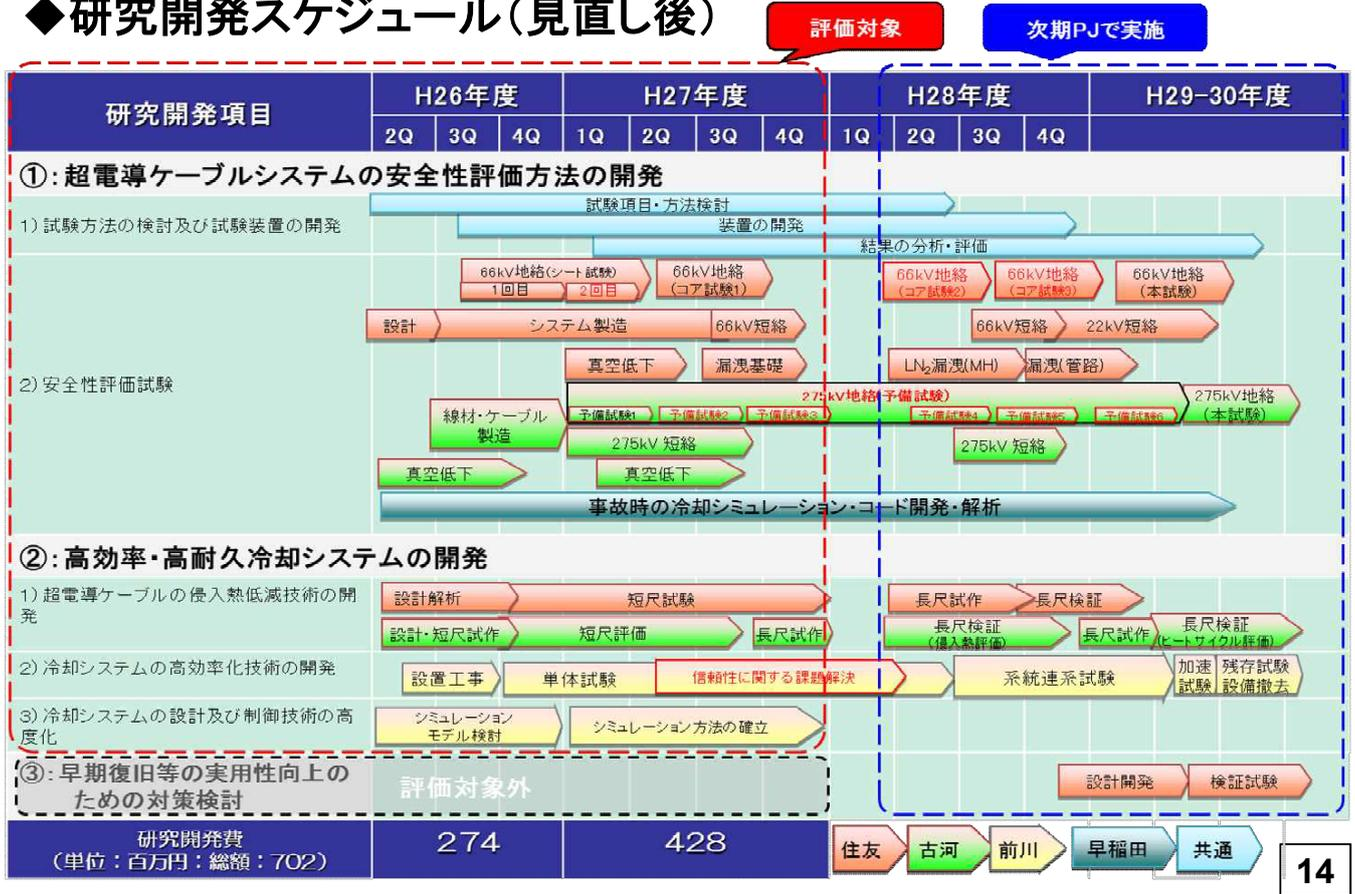 ◆研究開発スケジュール(見直し後)
評価対象
次期PJで実施
研究開発項目
H26年度
H27年度
H28年度
H29-30年度
2Q 3Q 4Q 1Q 2Q 3Q 4Q 1Q 2Q 3Q 4Q
①:超電導ケーブルシステムの安全性評価方法の開発
1)試験方法の検討及び試験装置の開発
試験項目・方法検討
装置の開発
結果の分析・評価
2)安全性評価試験
66kV地絡(シート試験)
1回目
2回目
66kV地絡
(コア試験1)
66kV地絡
(コア試験2)
66kV地絡
(コア試験3)
66kV地絡
(本試験)
設計
システム製造
66kV短絡
66kV短絡
22kV短絡
真空低下
漏洩基礎
LN₂漏洩(MH)
漏洩(管路)
線材・ケーブル
製造
275kV地絡(予備試験)
予備試験1
予備試験2
予備試験3
予備試験4
予備試験5
予備試験6
275kV地絡
(本試験)
275kV 短絡
275kV 短絡
真空低下
真空低下
事故時の冷却シミュレーション・コード開発・解析
②:高効率・高耐久冷却システムの開発
1)超電導ケーブルの侵入熱低減技術の開
発
設計解析
短尺試験
長尺試作
長尺検証
設計・短尺試作
短尺評価
長尺試作
長尺検証
(侵入熱評価)
長尺試作
長尺検証
(ヒートサイクル評価)
2)冷却システムの高効率化技術の開発
設置工事
単体試験
信頼性に関する課題解決
系統連系試験
加速
試験
残存試験
設備撤去
3)冷却システムの設計及び制御技術の高
度化
シミュレーション
モデル検討
シミュレーション方法の確立
③:早期復旧等の実用性向上の
ための対策検討
評価対象外
設計開発
検証試験
研究開発費
(単位:百万円:総額:702)
274
428
住友
古河
前川
早稲田
共通
14